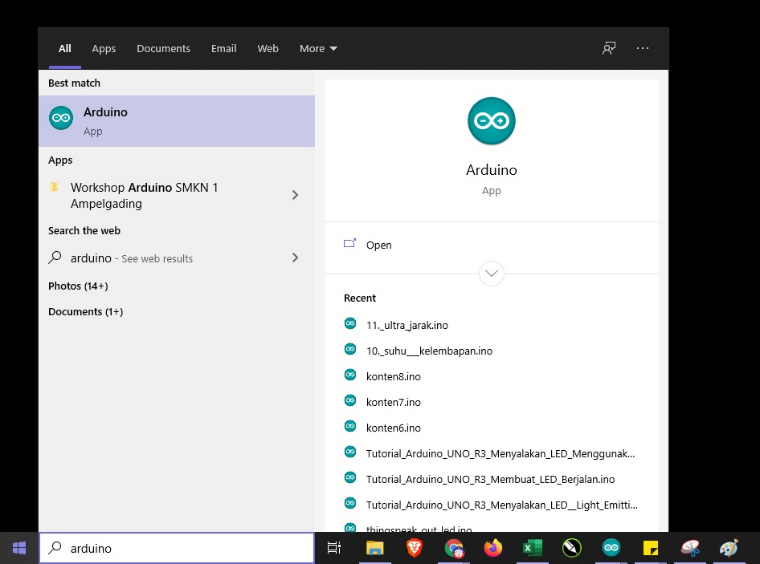 All Apps Documents Email Web More
Best match
Arduino
App
Apps
Workshop Arduino SMKN 1
Ampelgading
Search the web
arduino - See web results
Photos (14+)
Documents (1+)
Arduino
App
Open
Recent
11._ultra_jarak.ino
10._suhu___kelembapan.ino
konten8.ino
konten7.ino
konten6.ino
Tutorial_Arduino_UNO_R3_Menyalakan_LED_Menggunak...
Tutorial_Arduino_UNO_R3_Membuat_LED_Berjalan.ino
Tutorial_Arduino_UNO_R3_Menyalakan_LED__Light_Emitti...
thingspeak_out_led.ino
arduino